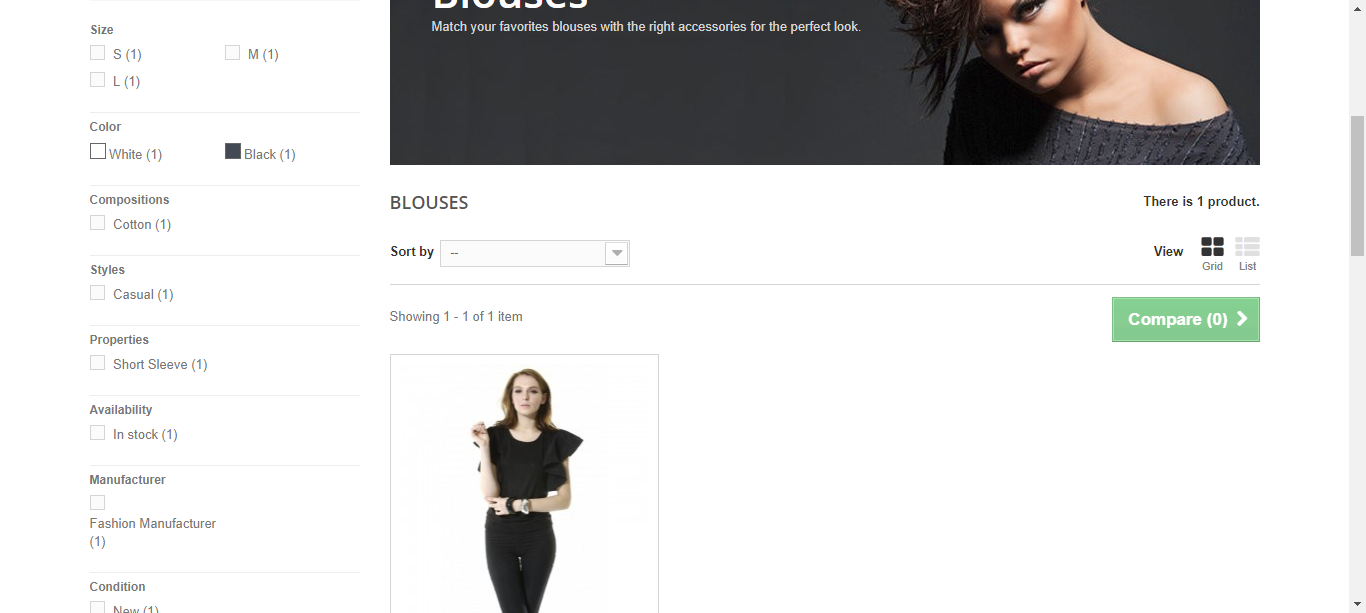 Size
S (1)
M (1)
L (1)
Color
White (1)
Black (1)
Compositions
Cotton (1)
Styles
Casual (1)
Properties
Short Sleeve (1)
Availability
In stock (1)
Manufacturer
Fashion Manufacturer
(1)
Condition
New (1)
Blouses
Match your favorites blouses with the right accessories for the perfect look.
BLOUSES
There is 1 product.
Sort by
--
View
Grid
List
Showing 1 - 1 of 1 item
Compare (0)